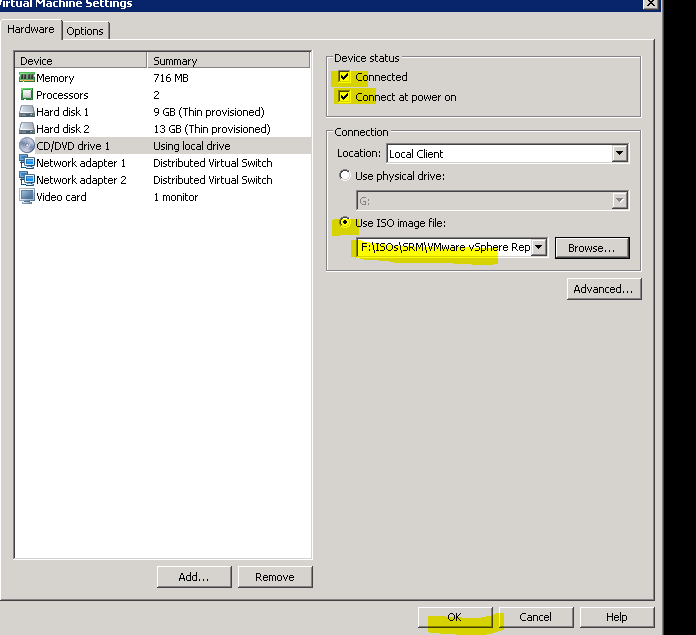 Virtual Machine Settings
Hardware Options
Device Summary
Memory 716 MB
Processors 2
Hard disk 1 9 GB (Thin provisioned)
Hard disk 2 13 GB (Thin provisioned)
CD/DVD drive 1 Using local drive
Network adapter 1 Distributed Virtual Switch
Network adapter 2 Distributed Virtual Switch
Video card 1 monitor
Add... Remove
Device status
Connected
Connect at power on
Connection
Location: Local Client
Use physical drive:
G:
Use ISO image file:
F:\ISOs\SRM\VMware vSphere Rep Browse...
Advanced...
OK Cancel Help